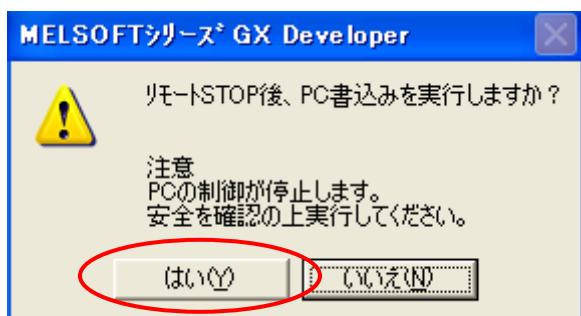 MELSOFTシリーズ GX Developer
リモートSTOP後、PC書込みを実行しますか？
注意
PCの制御が停止します。
安全を確認の上実行してください。
はい(Y)
いいえ(N)